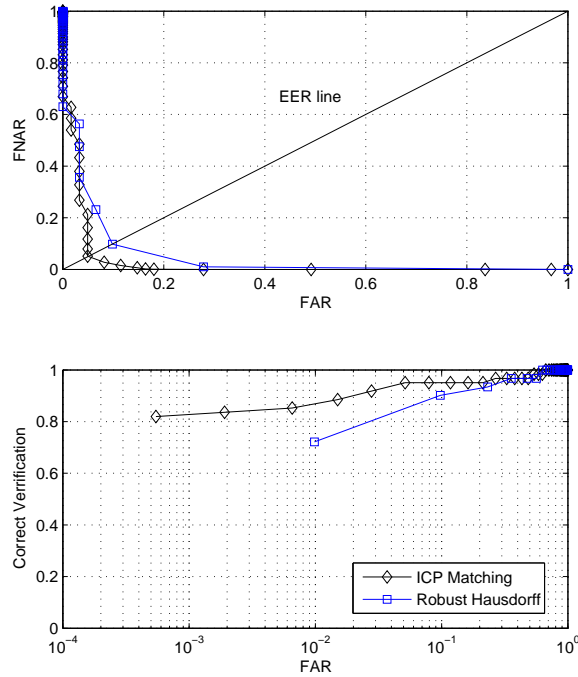 1
0.8
0.6
0.4
0.2
0
FNAR
EER line
0 0.2 0.4 0.6 0.8 1
FAR
1
0.8
0.6
0.4
0.2
0
Correct Verrification
ICP Matching
Robust Hausdorff
10^-4 10^-3 10^-2 10^-1 10^0
FAR